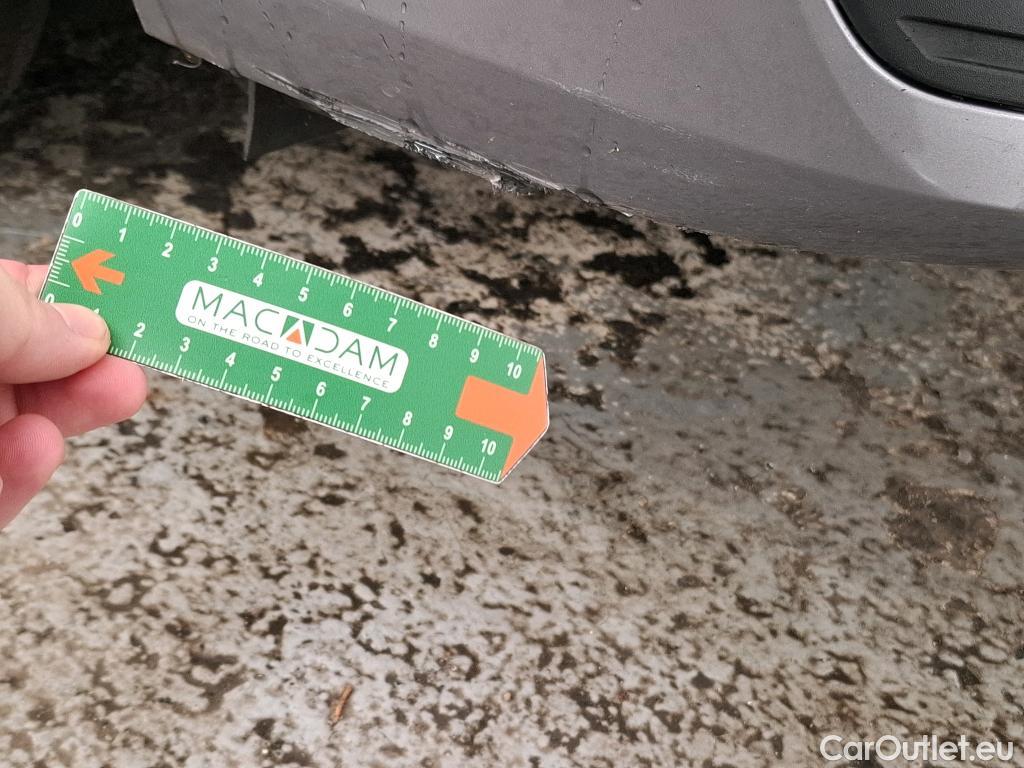 0 1 2 3 4 5 6 7 8 9 10
MACADAM
ON THE ROAD TO EXCELLENCE
0 1 2 3 4 5 6 7 8 9 10
CarOutlet.eu